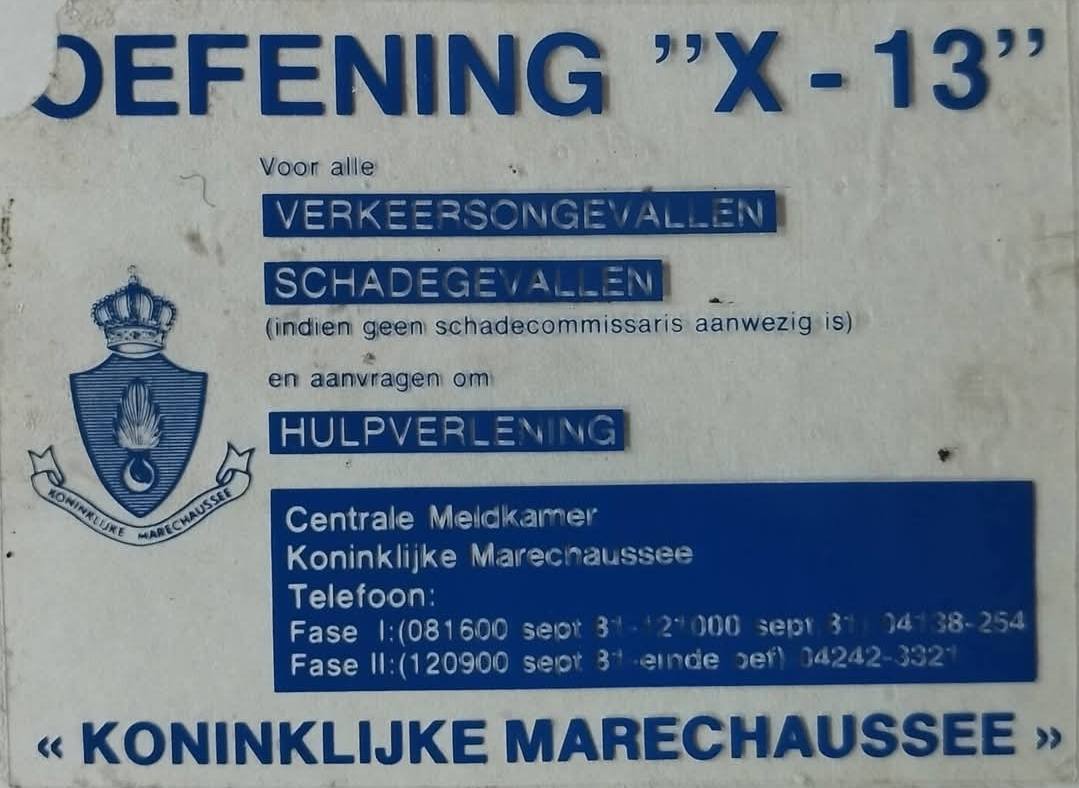 OEFENING "X - 13"
Voor alle
VERKEERSONGEVALLEN
SCHADEGEVALLEN
(indien geen schadecommissaris aanwezig is)
en aanvragen om
HULPVERLENING
KONINKLIJKE MARECHAUSSEE
Centrale Meldkamer
Koninklijke Marechaussee
Telefoon:
Fase I:(081600 sept 81-121000 sept 81) 04138-254
Fase II:(120900 sept 81-einde oef) 04242-3321
« KONINKLIJKE MARECHAUSSEE »